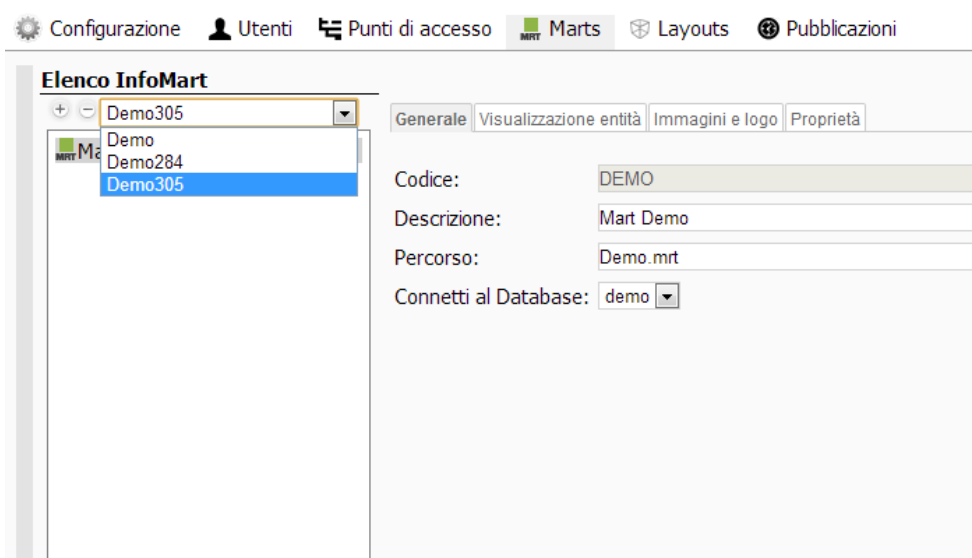 Configurazione Utenti Punti di accesso MRT Marts Layouts Pubblicazioni
Elenco InfoMart
Demo305
Demo
Demo284
Demo305
MRT
Generale Visualizzazione entità Immagini e logo Proprietà
Codice: DEMO
Descrizione: Mart Demo
Percorso: Demo.mrt
Connetti al Database: demo